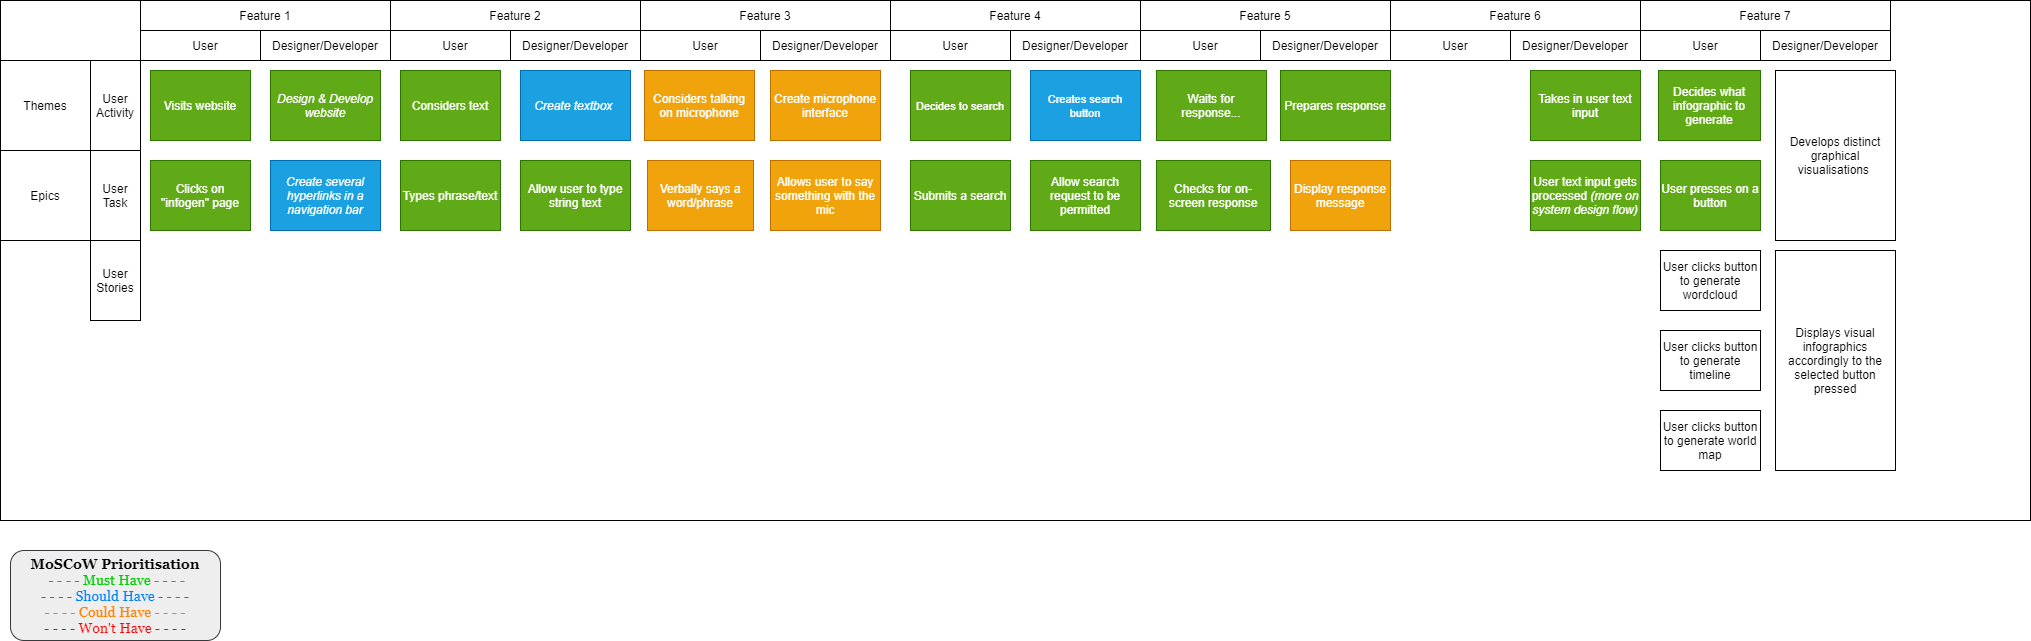 Feature 1
Feature 2
Feature 3
Feature 4
Feature 5
Feature 6
Feature 7
User
Designer/Developer
User
Designer/Developer
User
Designer/Developer
User
Designer/Developer
User
Designer/Developer
User
Designer/Developer
User
Designer/Developer
Themes
User
Activity
Visits website
Design & Develop
website
Considers text
Create textbox
Considers talking
on microphone
Create microphone
interface
Decides to search
Creates search
button
Waits for
response...
Prepares response
Takes in user text
input
Decides what
infographic to
generate
Develops distinct
graphical
visualisations
Epics
User
Task
Clicks on
"infogen" page
Create several
hyperlinks in a
navigation bar
Types phrase/text
Allow user to type
string text
Verbally says a
word/phrase
Allows user to say
something with the
mic
Submits a search
Allow search
request to be
permitted
Checks for on-
screen response
Display response
message
User text input gets
processed (more on
system design flow)
User presses on a
button
User
Stories
User clicks button
to generate
wordcloud
User clicks button
to generate
timeline
User clicks button
to generate world
map
Displays visual
infographics
accordingly to the
selected button
pressed
MoSCoW Prioritisation
- - - - Must Have - - - -
- - - - Should Have - - - -
- - - - Could Have - - - -
- - - - Won't Have - - - -